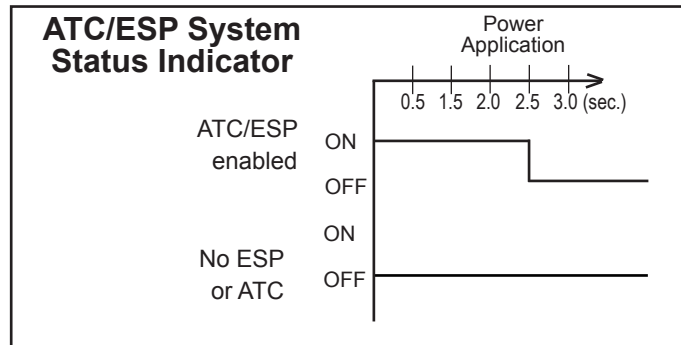 ATC/ESP System
Status Indicator
Power
Application
0.5 1.5 2.0 2.5 3.0 (sec.)
ATC/ESP
enabled
ON
OFF
ON
No ESP
or ATC
OFF